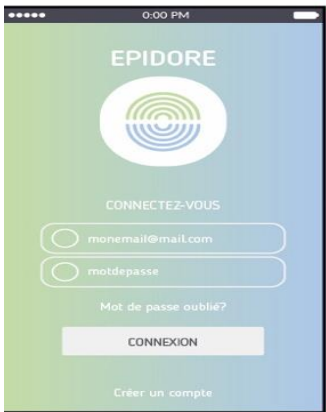 0:00 PM
EPIDORE
CONNECTEZ-VOUS
monemail@mail.com
motdepasse
Mot de passe oublié?
CONNEXION
Créer un compte